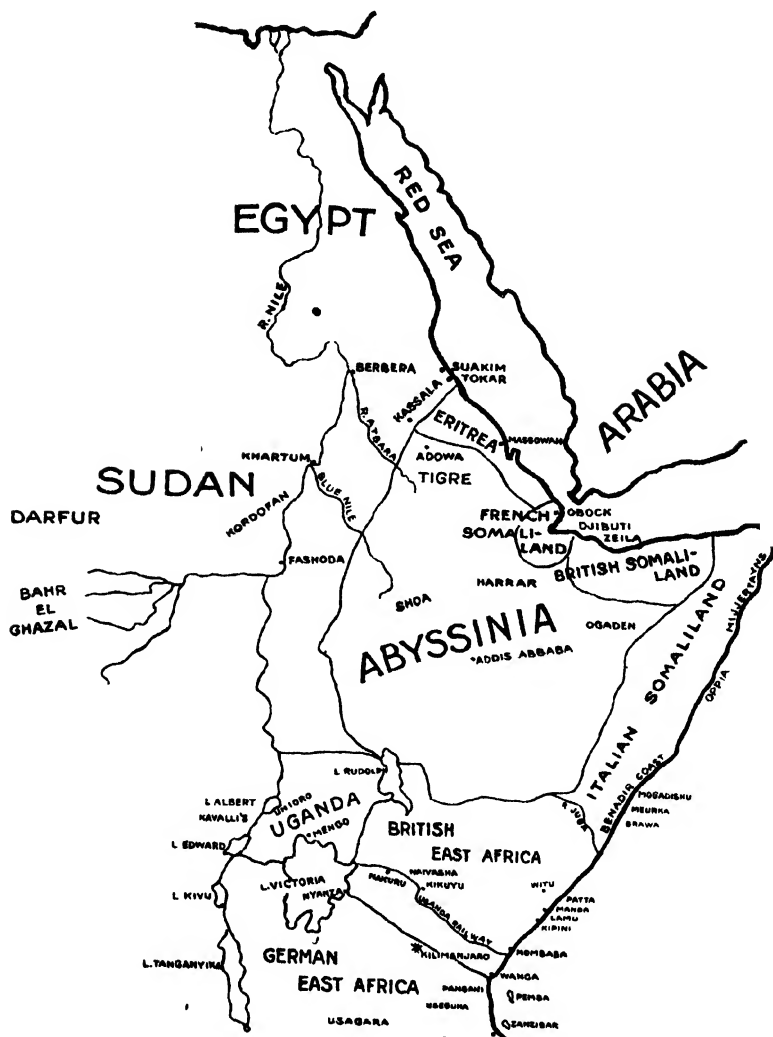 RED SEA
EGYPT
R. NILE
ARABIA
BERBERA
SUAKIM
TOKAR
KASSALA
R. ATBARA
ERITREA
MASSOWAH
ADOWA
TIGRE
KHARTUM
SUDAN
BLUE NILE
KORDOFAN
DARFUR
FRENCH
SOMALI-
LAND
OBOCK
DJIBUTI
ZEILA
FASHODA
BRITISH SOMALI-
LAND
HARRAR
BAHR
EL
GHAZAL
SHOA
OGADEN
MIJJERTAYNS
ABYSSINIA
ADDIS ABBABA
ITALIAN SOMALILAND
OPPIA
L. RUDOLF
BENADIR COAST
L. ALBERT
UNIORO
KAVALLI'S
UGANDA
MENGO
R. JUBA
MOGADISHU
MEURKA
BRAWA
BRITISH
EAST AFRICA
L. EDWARD
L. VICTORIA
NYANZA
NAKURU
NAIVASHA
KIKUYU
WITU
L. KIVU
UGANDA RAILWAY
PATTA
MANDA
LAMU
KIPINI
GERMAN
EAST AFRICA
KILIMANJARO
MOMBABA
L. TANGANYIKA
WANGA
PANGANI
PEMBA
USAGARA
ZANZIBAR